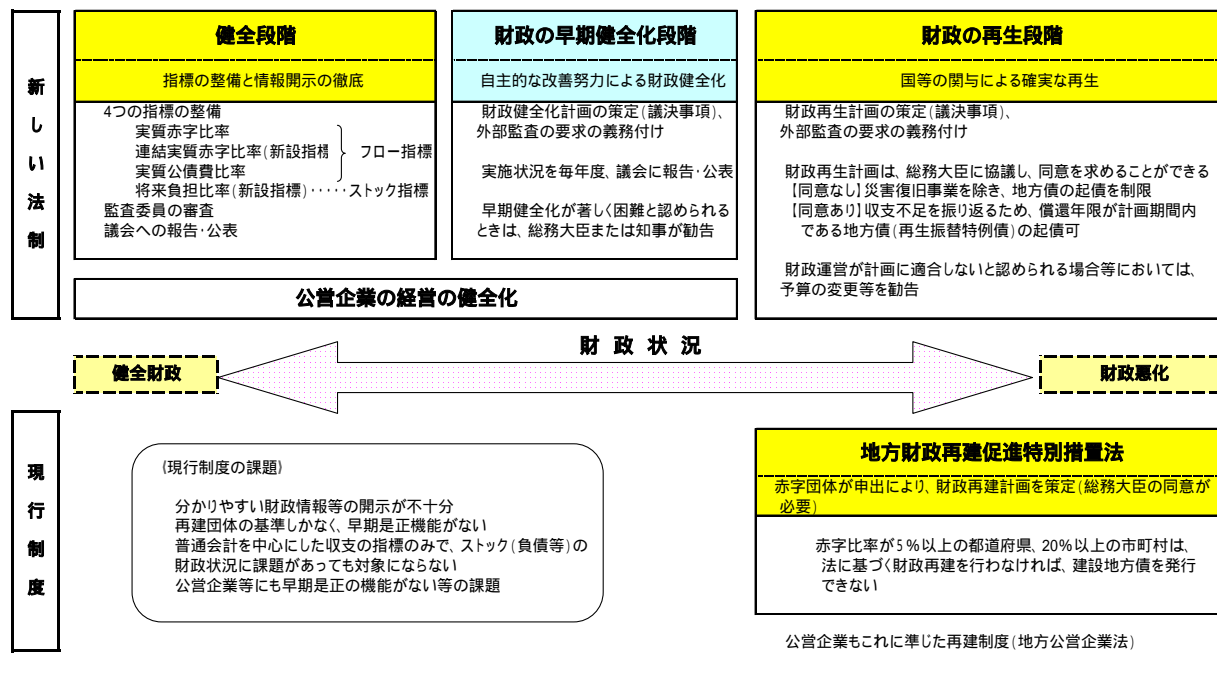 新しい法制
健全段階
指標の整備と情報開示の徹底
4つの指標の整備
実質赤字比率
連結実質赤字比率(新設指標
実質公債費比率
フロー指標
将来負担比率(新設指標)‥‥‥ストック指標
監査委員の審査
議会への報告・公表
財政の早期健全化段階
自主的な改善努力による財政健全化
財政健全化計画の策定(議決事項)、
外部監査の要求の義務付け
実施状況を毎年度、議会に報告・公表
早期健全化が著しく困難と認められる
ときは、総務大臣または知事が勧告
財政の再生段階
国等の関与による確実な再生
財政再生計画の策定(議決事項)、
外部監査の要求の義務付け
財政再生計画は、総務大臣に協議し、同意を求めることができる
【同意なし】災害復旧事業を除き、地方債の起債を制限
【同意あり】収支不足を振り返るため、償還年限が計画期間内
である地方債(再生振替特例債)の起債可
財政運営が計画に適合しないと認められる場合等においては、
予算の変更等を勧告
公営企業の経営の健全化
財政状況
健全財政
財政悪化
現行制度
(現行制度の課題)
分かりやすい財政情報等の開示が不十分
再建団体の基準しかなく、早期是正機能がない
普通会計を中心にした収支の指標のみで、ストック(負債等)の
財政状況に課題があっても対象にならない
公営企業等にも早期是正の機能がない等の課題
地方財政再建促進特別措置法
赤字団体が申出により、財政再建計画を策定(総務大臣の同意が
必要)
赤字比率が5%以上の都道府県、20%以上の市町村は、
法に基づく財政再建を行わなければ、建設地方債を発行
できない
公営企業もこれに準じた再建制度(地方公営企業法)